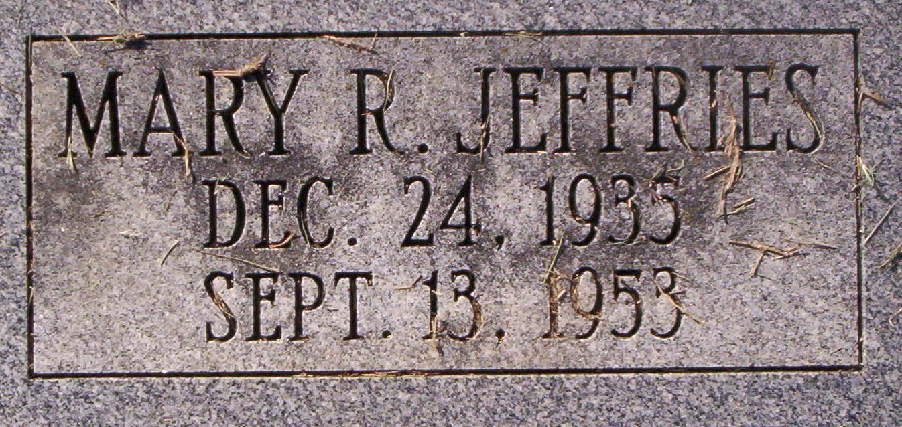 MARY R. JEFFRIES
DEC. 24, 1935
SEPT. 13, 1953